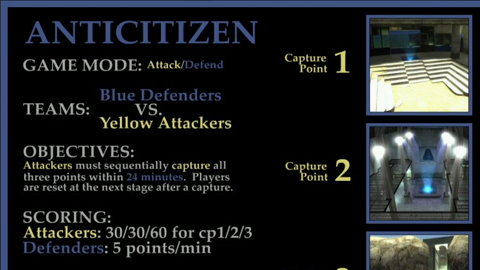 ANTICITIZEN
GAME MODE: Attack/Defend
TEAMS: Blue Defenders
VS.
Yellow Attackers
OBJECTIVES:
Attackers must sequentially capture all
three points within 24 minutes. Players
are reset at the next stage after a capture.
SCORING:
Attackers: 30/30/60 for cp1/2/3
Defenders: 5 points/min
Capture
Point 1
Capture
Point 2